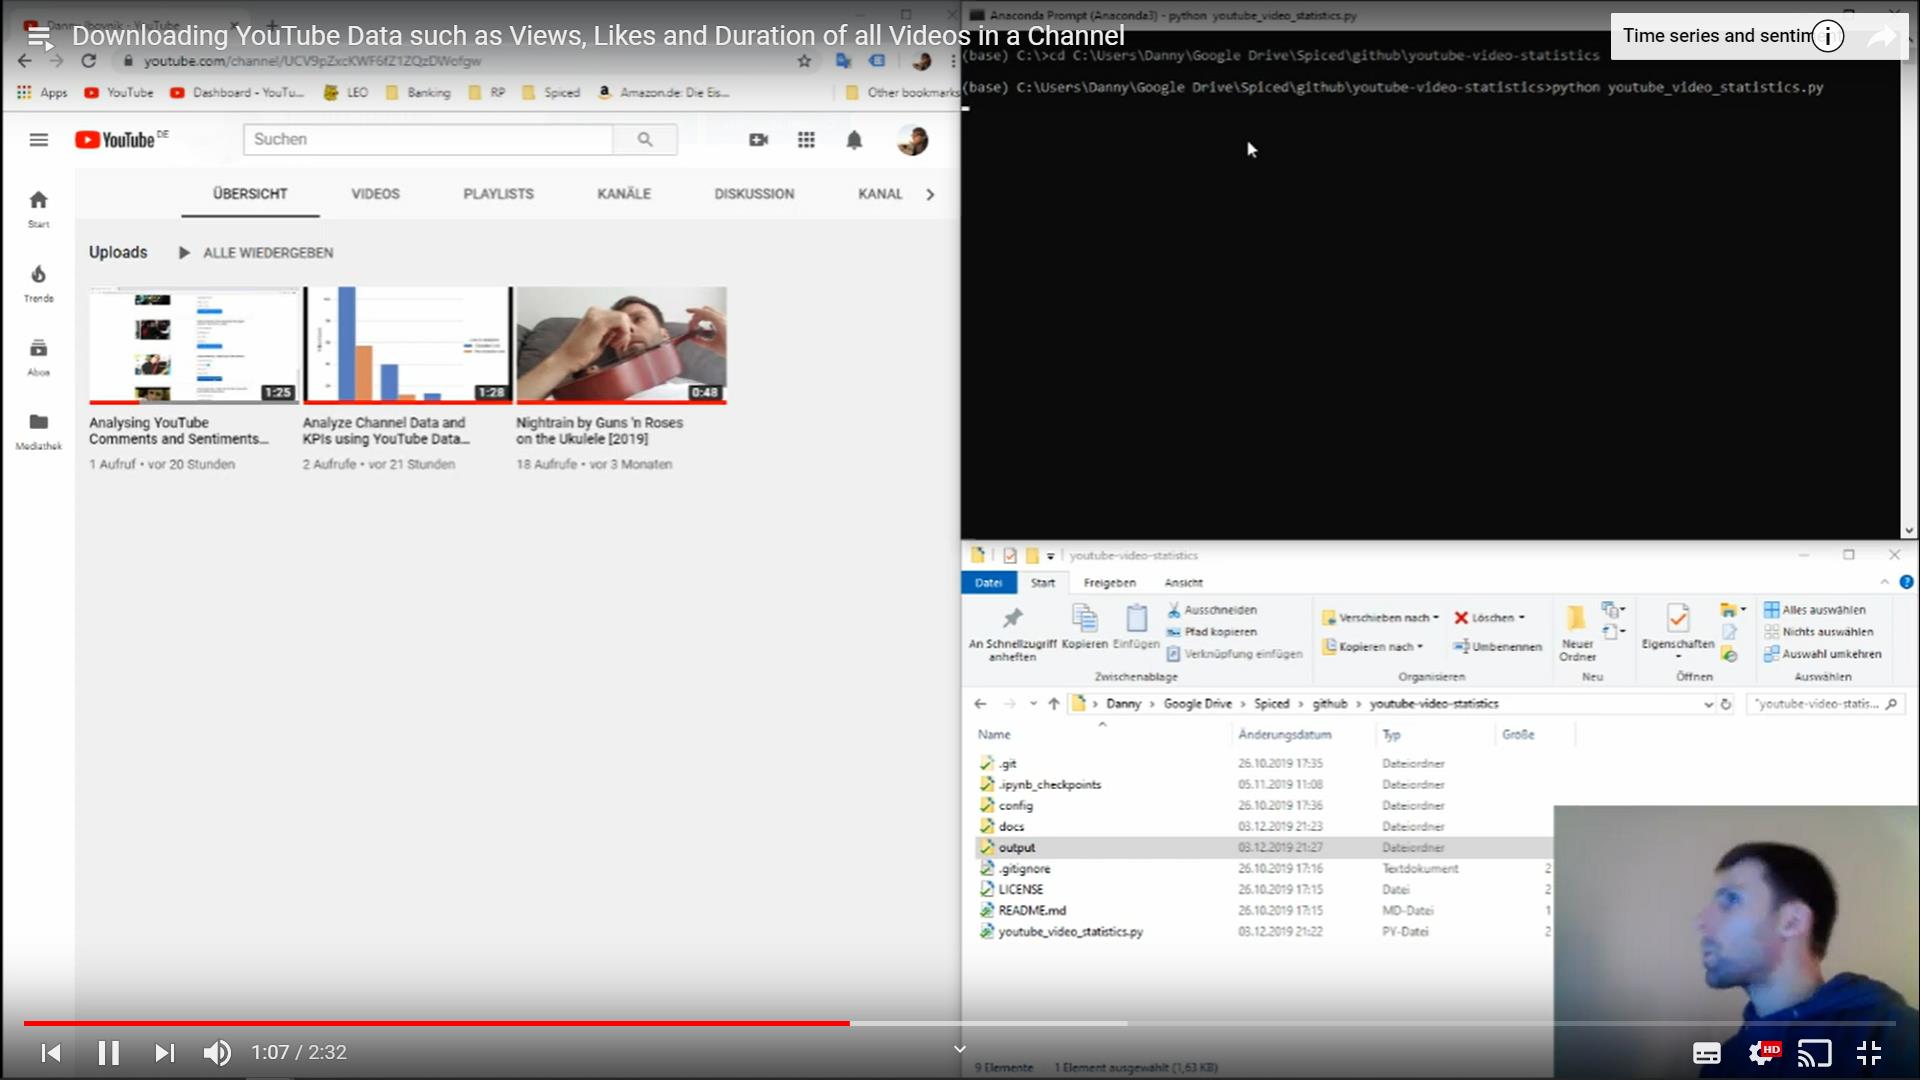 Downloading YouTube Data such as Views, Likes and Duration of all Videos in a Channel
youtube.com/channel/UCV9pZxcKWF6fZ1ZQzDWofgw
Apps YouTube Dashboard - YouTu... LEO Banking RP Spiced Amazon.de: Die Eis... Other bookmarks
YouTube DE
Suchen
ÜBERSICHT VIDEOS PLAYLISTS KANÄLE DISKUSSION KANAL
Start
Trende
Abos
Mediathek
Uploads ALLE WIEDERGEBEN
1:25
Analysing YouTube
Comments and Sentiments...
1 Aufruf • vor 20 Stunden
1:28
Analyze Channel Data and
KPIs using YouTube Data...
2 Aufrufe • vor 21 Stunden
0:48
Nightrain by Guns 'n Roses
on the Ukulele [2019]
18 Aufrufe • vor 3 Monaten
Anaconda Prompt (Anaconda3) - python youtube_video_statistics.py
Time series and sentim
(base) C:\>cd C:\Users\Danny\Google Drive\Spiced\github\youtube-video-statistics
(base) C:\Users\Danny\Google Drive\Spiced\github\youtube-video-statistics>python youtube_video_statistics.py
youtube-video-statistics
Datei Start Freigeben Ansicht
An Schnellzugriff
anheften
Kopieren
Einfügen
Ausschneiden
Pfad kopieren
Verknüpfung einfügen
Zwischenablage
Verschieben nach
Kopieren nach
Löschen
Umbenennen
Organisieren
Neuer
Ordner
Neu
Eigenschaften
Öffnen
Alles auswählen
Nichts auswählen
Auswahl umkehren
Auswählen
Danny > Google Drive > Spiced > github > youtube-video-statistics
"youtube-video-statis...
Name Änderungsdatum Typ Größe
.git 26.10.2019 17:35 Dateiordner
.ipynb_checkpoints 05.11.2019 11:08 Dateiordner
config 26.10.2019 17:36 Dateiordner
docs 03.12.2019 21:23 Dateiordner
output 03.12.2019 21:27 Dateiordner
.gitignore 26.10.2019 17:16 Textdokument 2
LICENSE 26.10.2019 17:15 Datei 2
README.md 26.10.2019 17:15 MD-Datei 1
youtube_video_statistics.py 03.12.2019 21:22 PY-Datei 2
9 Elemente 1 Element ausgewählt (1,63 KB)
1:07 / 2:32
HD